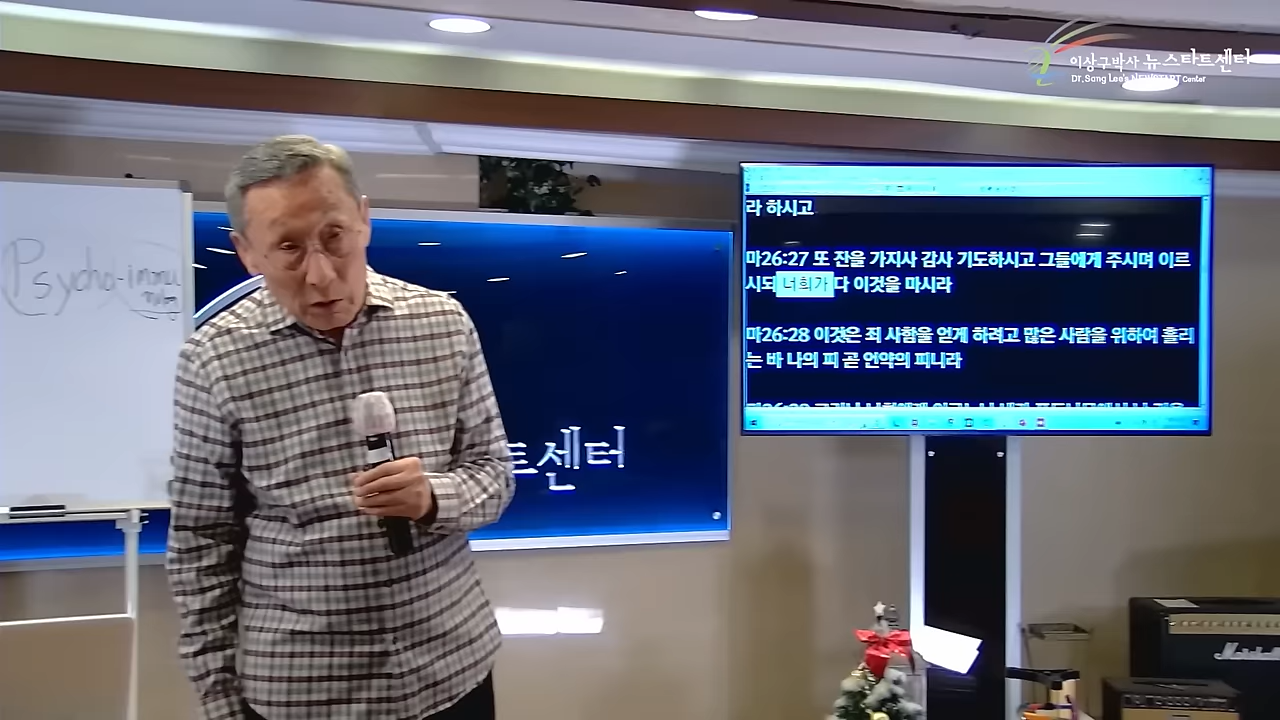 이상구박사 뉴스타트센터
Dr.Sang Lee's NEWSTART Center
Psycho-
라 하시고
마26:27 또 잔을 가지사 감사 기도하시고 그들에게 주시며 이르
시되 너희가 다 이것을 마시라
마26:28 이것은 죄 사함을 얻게 하려고 많은 사람을 위하여 흘리
는 바 나의 피 곧 언약의 피니라
트센터
Marshall